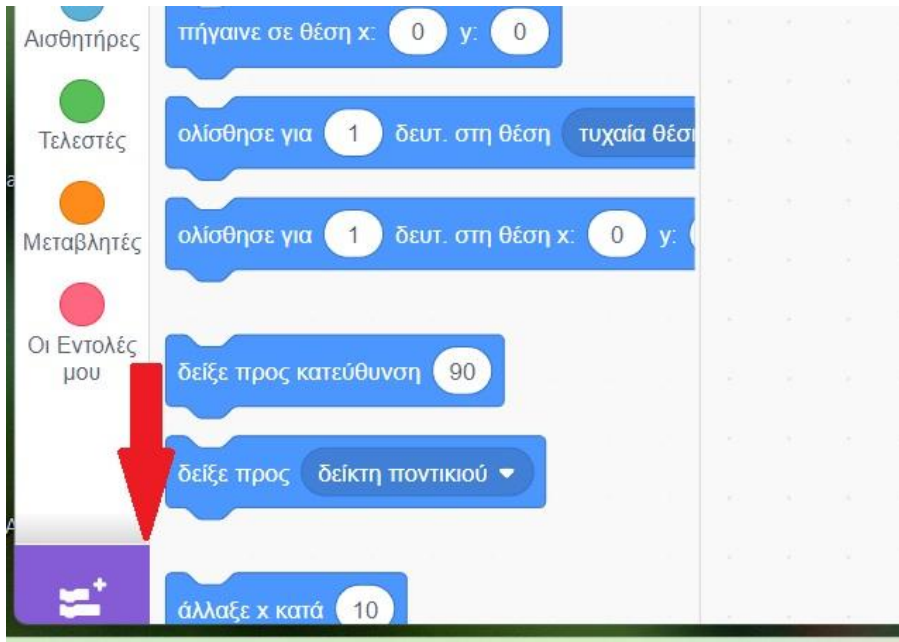 Αισθητήρες
Τελεστές
Μεταβλητές
Οι Εντολές
μου
πήγαινε σε θέση x: 0 y: 0
ολίσθησε για 1 δευτ. στη θέση τυχαία
ολίσθησε για 1 δευτ. στη θέση x: 0 y:
δείξε προς κατεύθυνση 90
δείξε προς δείκτη ποντικιού
άλλαξε x κατά 10